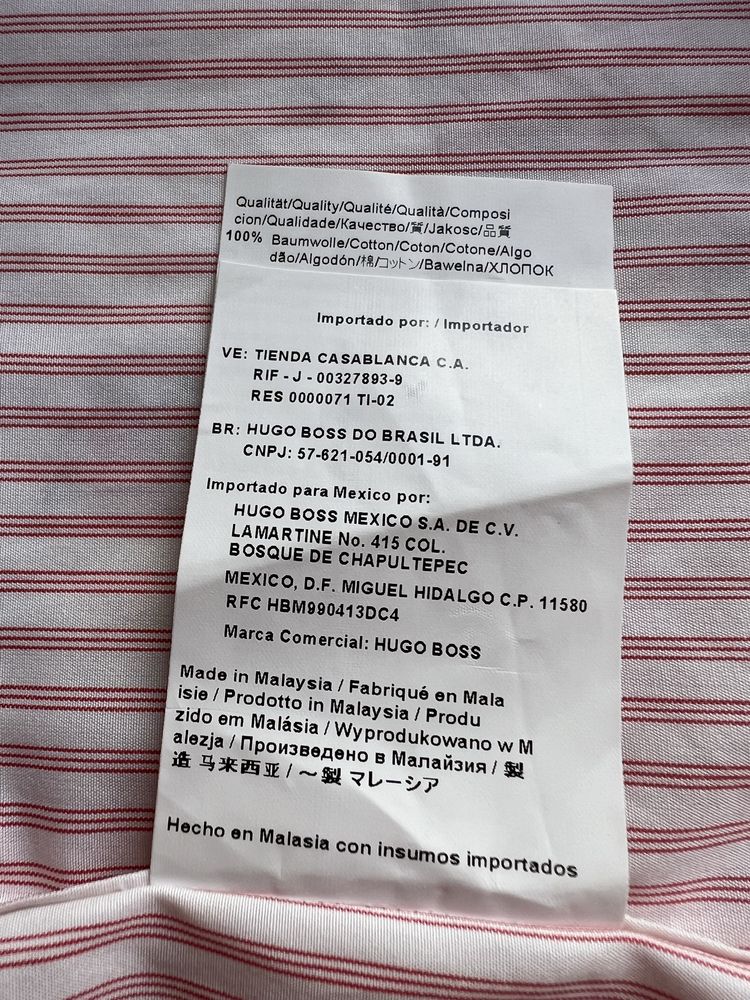 Qualität/Quality/Qualité/Qualità/Composi
cion/Qualidade/Качество/質/Jakosc/品質
100% Baumwolle/Cotton/Coton/Cotone/Algo
dão/Algodón/棉/コットン/Bawelna/ХЛОПОК
Importado por: / Importador
VE: TIENDA CASABLANCA C.A.
RIF - J - 00327893-9
RES 0000071 TI-02
BR: HUGO BOSS DO BRASIL LTDA.
CNPJ: 57-621-054/0001-91
Importado para Mexico por:
HUGO BOSS MEXICO S.A. DE C.V.
LAMARTINE No. 415 COL.
BOSQUE DE CHAPULTEPEC
MEXICO, D.F. MIGUEL HIDALGO C.P. 11580
RFC HBM990413DC4
Marca Comercial: HUGO BOSS
Made in Malaysia / Fabriqué en Mala
isie / Prodotto in Malaysia / Produ
zido em Malásia / Wyprodukowano w M
alezja / Произведено в Малайзия / 製
造 马来西亚 / ～製 マレーシア
Hecho en Malasia con insumos importados